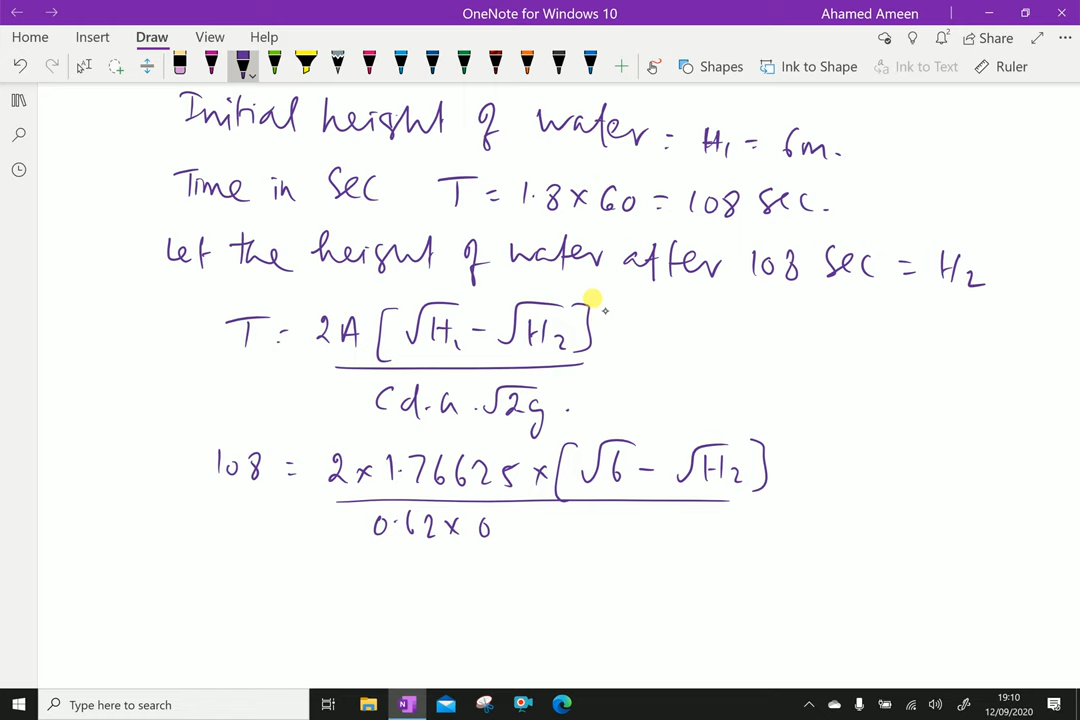 OneNote for Windows 10
Ahamed Ameen
Home Insert Draw View Help
Share
Shapes Ink to Shape Ink to Text Ruler
Initial height of water: H₁ = 6m.
Time in Sec T = 1.8 × 60 = 108 sec.
Let the height of water after 108 sec = H₂
T = 2A [√H₁ - √H₂]
Cd.a.√2g.
108 = 2 × 1.76625 × [√6 - √H₂]
0.62 × 0
Type here to search
19:10
12/09/2020